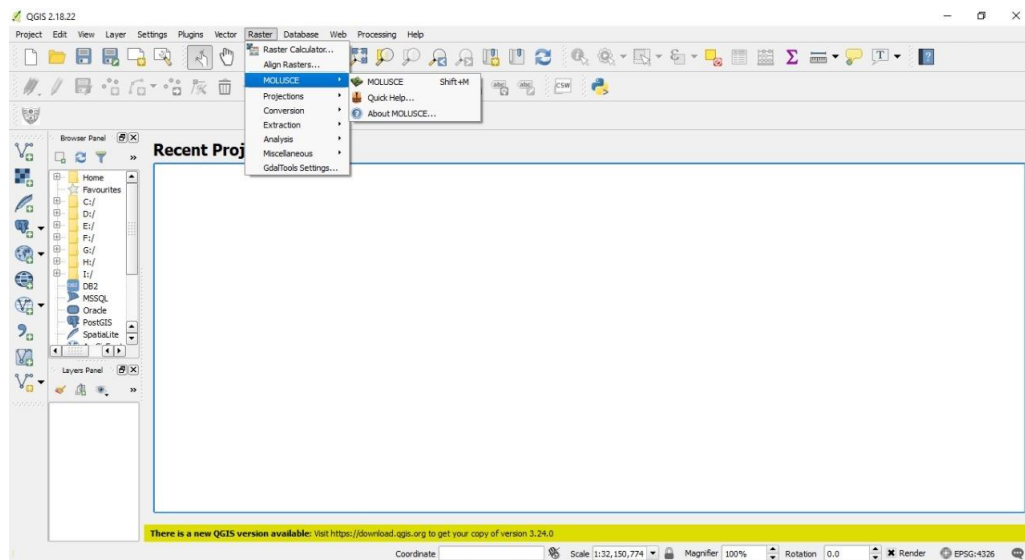 QGIS 2.18.22
Project Edit View Layer Settings Plugins Vector Raster Database Web Processing Help
Raster Calculator...
Align Rasters...
MOLUSCE
Projections
Conversion
Extraction
Analysis
Miscellaneous
GdalTools Settings...
MOLUSCE Shift+M
Quick Help...
About MOLUSCE...
abc abc CSW
Browser Panel
Home
Favourites
C:/
D:/
E:/
F:/
G:/
H:/
I:/
DB2
MSSQL
Oracle
PostGIS
SpatiaLite
Layers Panel
Recent Proj
There is a new QGIS version available: Visit https://download.qgis.org to get your copy of version 3.24.0
Coordinate Scale 1:32,150,774 Magnifier 100% Rotation 0.0 Render EPSG:4326